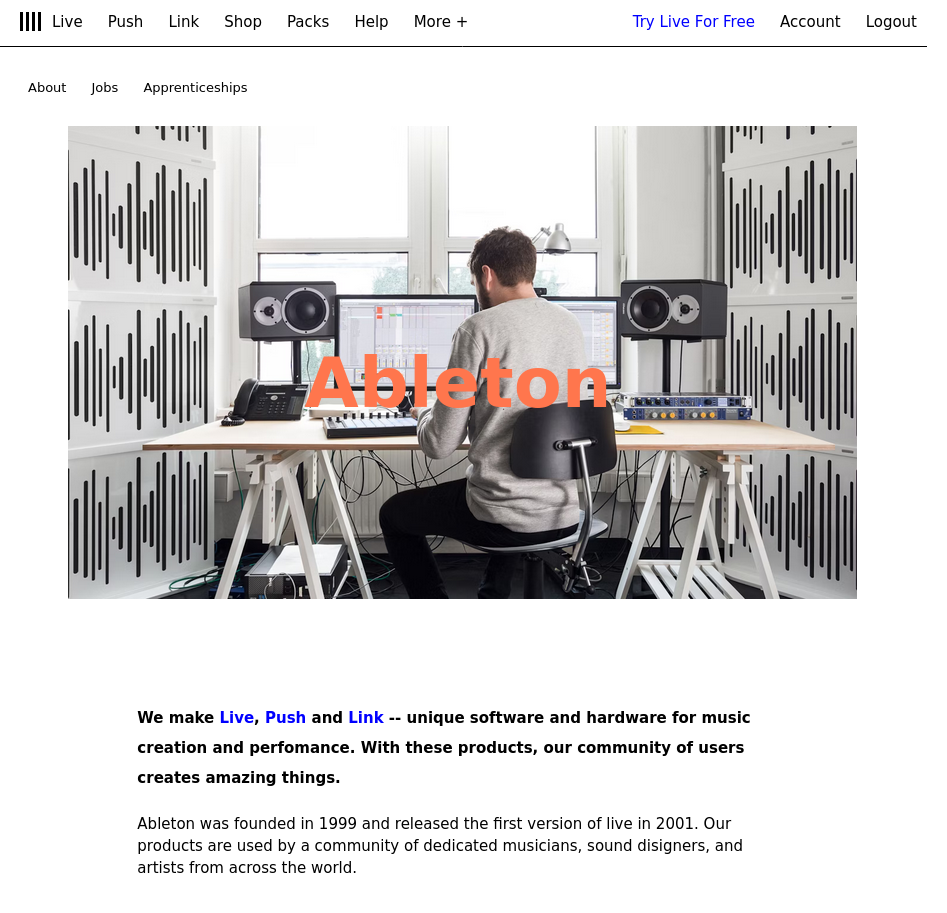 Live Push Link Shop Packs Help More + Try Live For Free Account Logout
About Jobs Apprenticeships
Ableton
We make Live, Push and Link -- unique software and hardware for music
creation and perfomance. With these products, our community of users
creates amazing things.
Ableton was founded in 1999 and released the first version of live in 2001. Our
products are used by a community of dedicated musicians, sound disigners, and
artists from across the world.